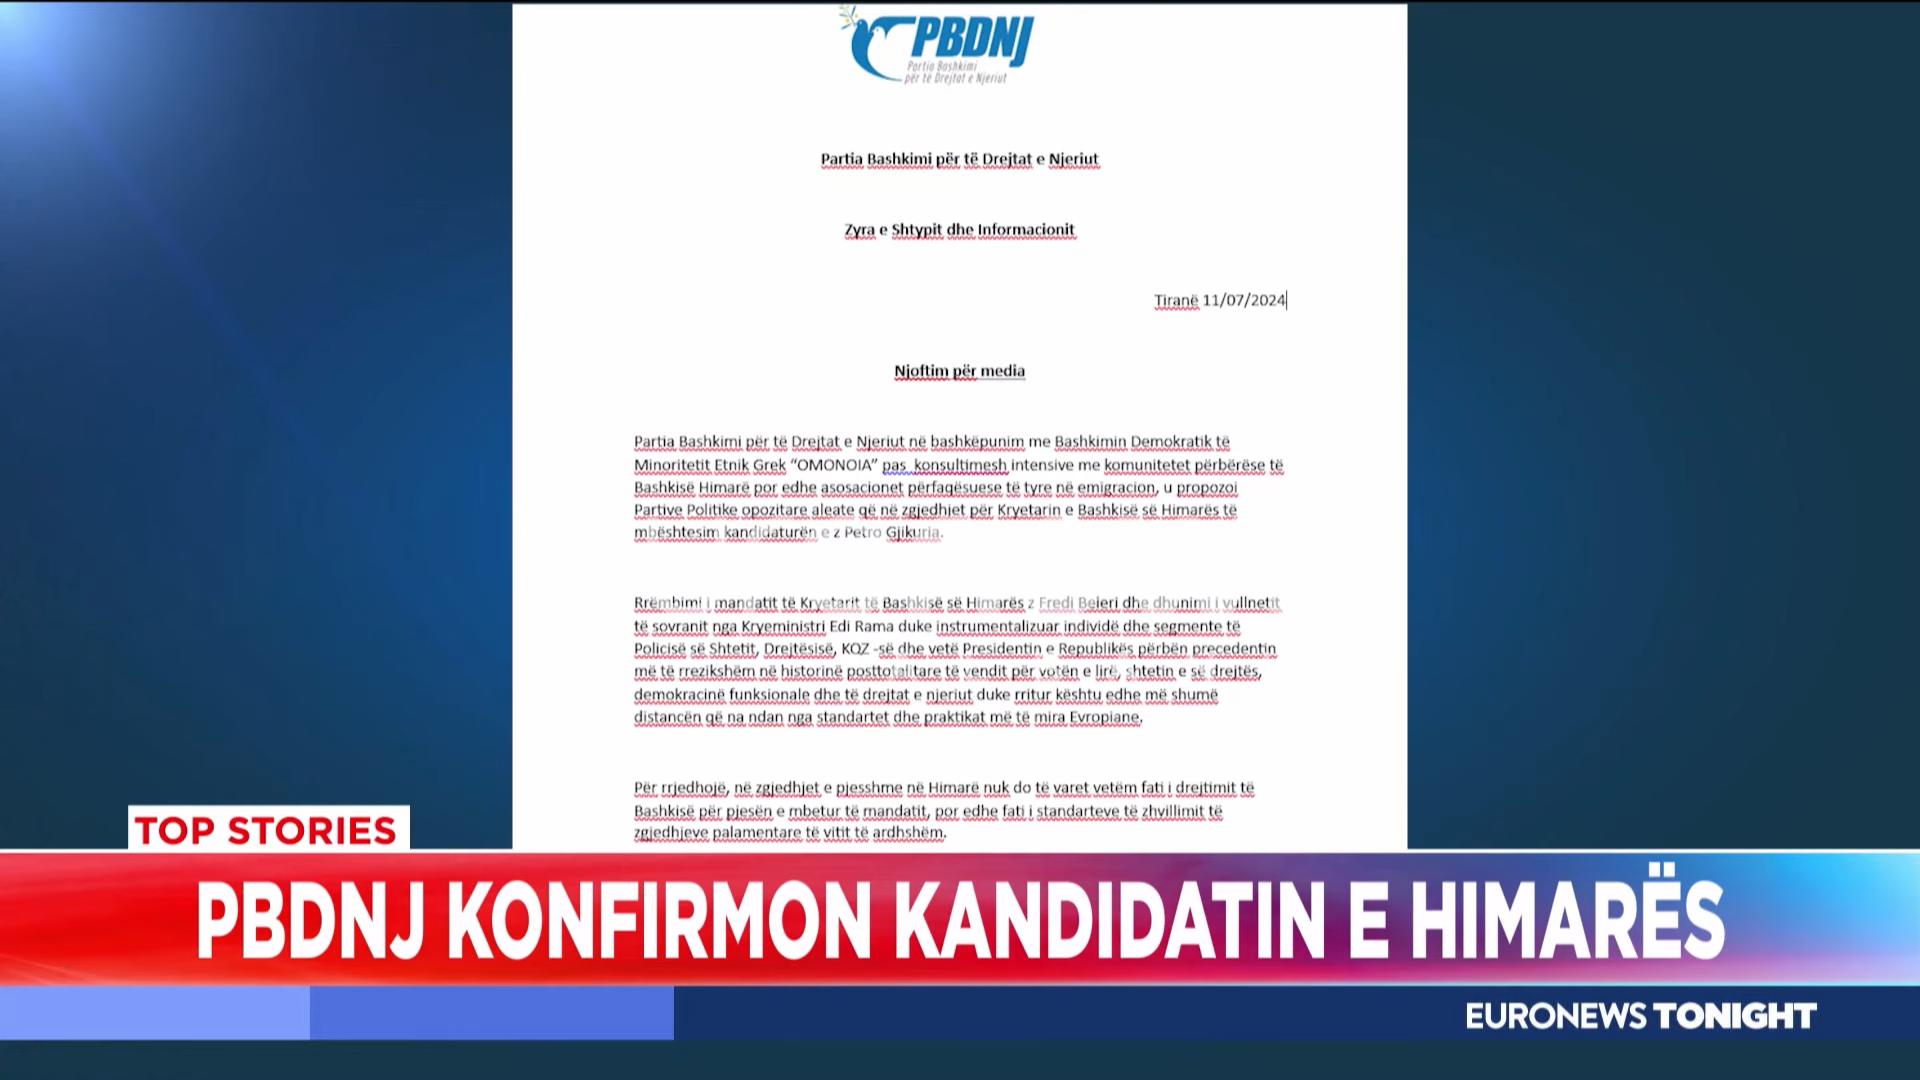 PBDNJ
Partia Bashkimi
për të Drejtat e Njeriut
Partia Bashkimi për të Drejtat e Njeriut
Zyra e Shtypit dhe Informacionit
Tiranë 11/07/2024
Njoftim për media
Partia Bashkimi për të Drejtat e Njeriut në bashkëpunim me Bashkimin Demokratik të
Minoritetit Etnik Grek “OMONOIA” pas konsultimesh intensive me komunitetet përbërëse të
Bashkisë Himarë por edhe asosacionet përfaqësuese të tyre në emigracion, u propozoi
Partive Politike opozitare aleate që në zgjedhjet për Kryetarin e Bashkisë së Himarës të
mbështesim kandidaturën e z Petro Gjikuria.
Rrëmbimi i mandatit të Kryetarit të Bashkisë së Himarës z Fredi Beleri dhe dhunimi i vullnetit
të sovranit nga Kryeministri Edi Rama duke instrumentalizuar individë dhe segmente të
Policisë së Shtetit, Drejtësisë, KQZ -së dhe vetë Presidentin e Republikës përbën precedentin
më të rrezikshëm në historinë posttotalitare të vendit për votën e lirë, shtetin e së drejtës,
demokracinë funksionale dhe të drejtat e njeriut duke rritur kështu edhe më shumë
distancën që na ndan nga standartet dhe praktikat më të mira Evropiane.
Për rrjedhojë, në zgjedhjet e pjesshme në Himarë nuk do të varet vetëm fati i drejtimit të
Bashkisë për pjesën e mbetur të mandatit, por edhe fati i standarteve të zhvillimit të
zgjedhjeve palamentare të vitit të ardhshëm.
TOP STORIES
PBDNJ KONFIRMON KANDIDATIN E HIMARËS
EURONEWS TONIGHT